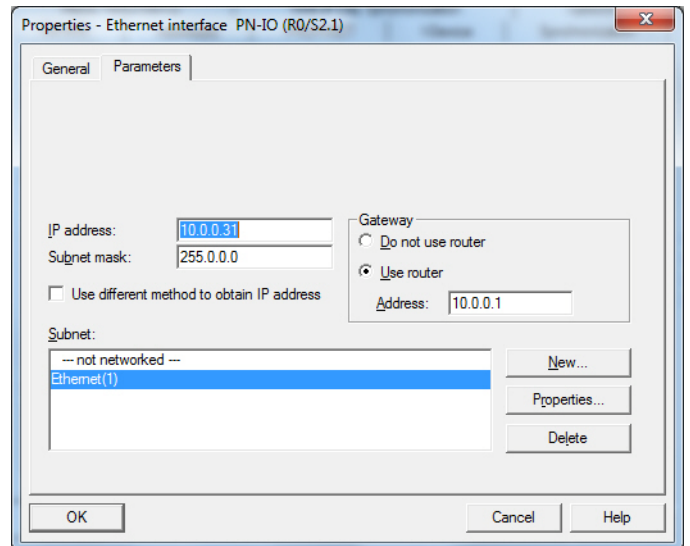 Properties - Ethernet interface PN-IO (R0/S2.1)
General
Parameters
IP address:
10.0.0.31
Subnet mask:
255.0.0.0
Use different method to obtain IP address
Gateway
Do not use router
Use router
Address:
10.0.0.1
Subnet:
--- not networked ---
Ethernet(1)
New...
Properties...
Delete
OK
Cancel
Help